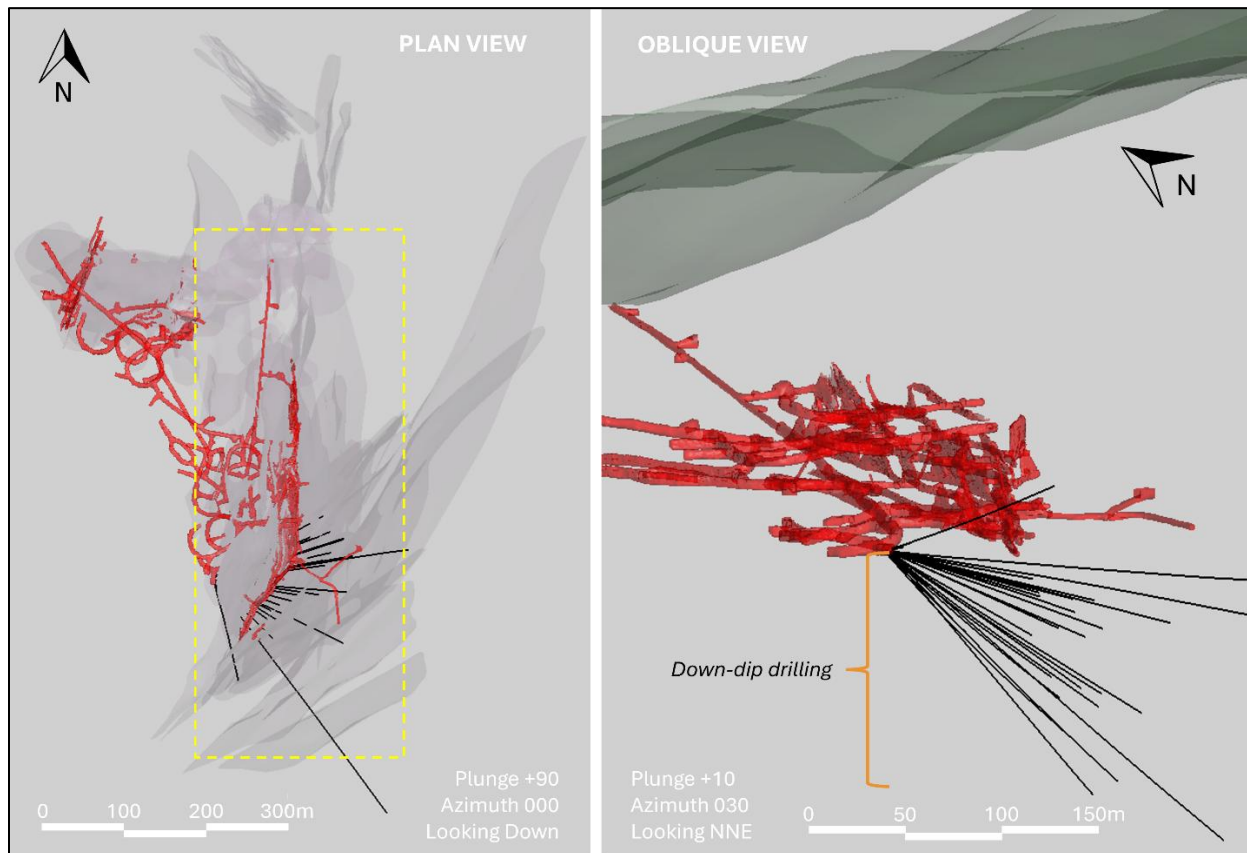 PLAN VIEW
N
Plunge +90
Azimuth 000
Looking Down
0 100 200 300m
OBLIQUE VIEW
N
Down-dip drilling
Plunge +10
Azimuth 030
Looking NNE
0 50 100 150m